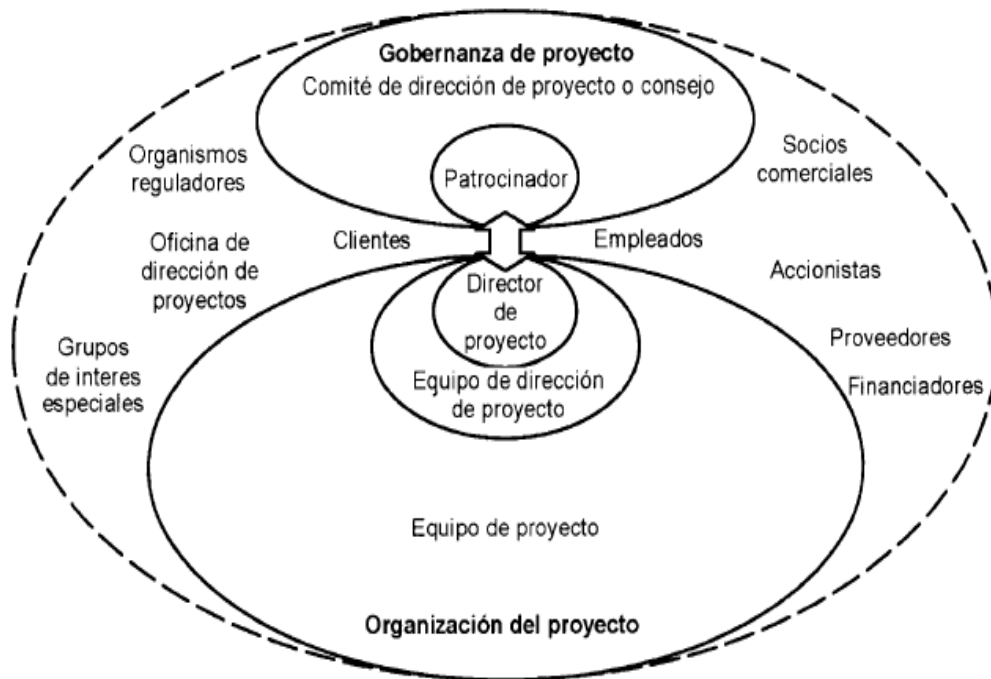 Gobernanza de proyecto
Comité de dirección de proyecto o consejo
Organismos
reguladores
Socios
comerciales
Patrocinador
Clientes
Empleados
Oficina de
dirección de
proyectos
Accionistas
Director
de
proyecto
Grupos
de interes
especiales
Proveedores
Financiadores
Equipo de dirección
de proyecto
Equipo de proyecto
Organización del proyecto